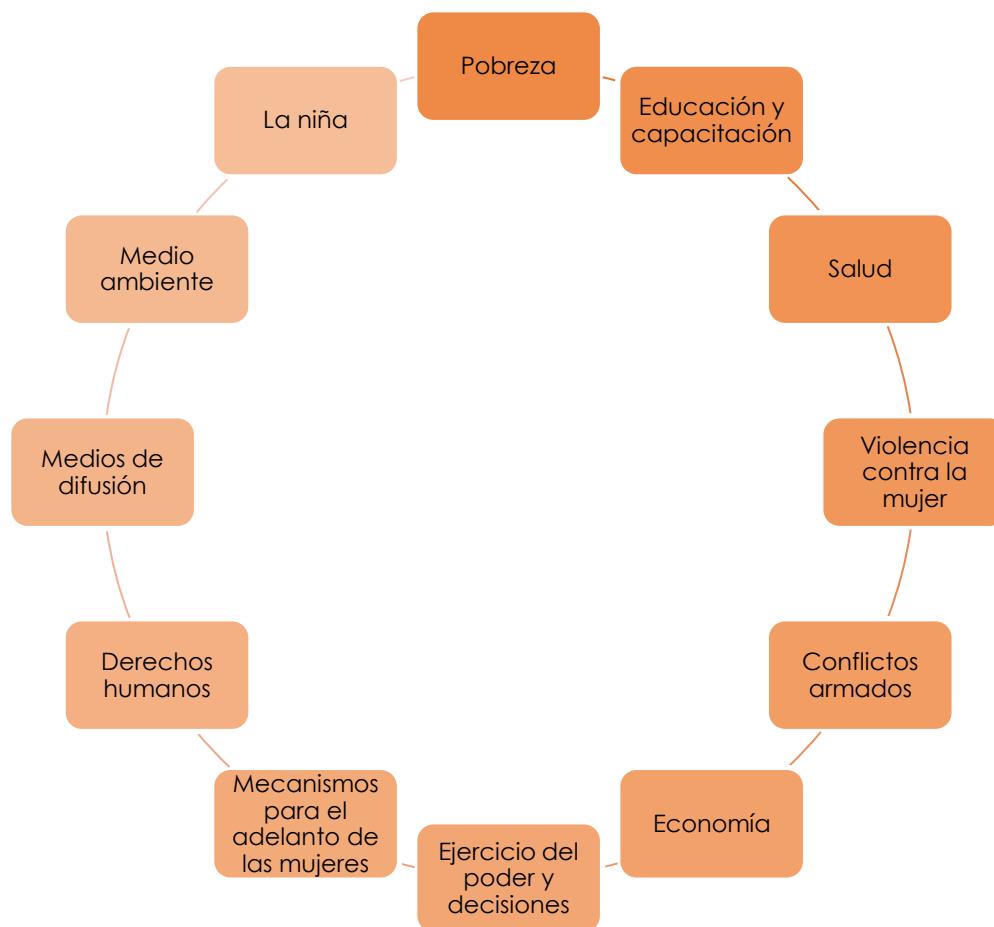 Pobreza
Educación y
capacitación
Salud
Violencia
contra la
mujer
Conflictos
armados
Economía
Ejercicio del
poder y
decisiones
Mecanismos
para el
adelanto de
las mujeres
Derechos
humanos
Medios de
difusión
Medio
ambiente
La niña